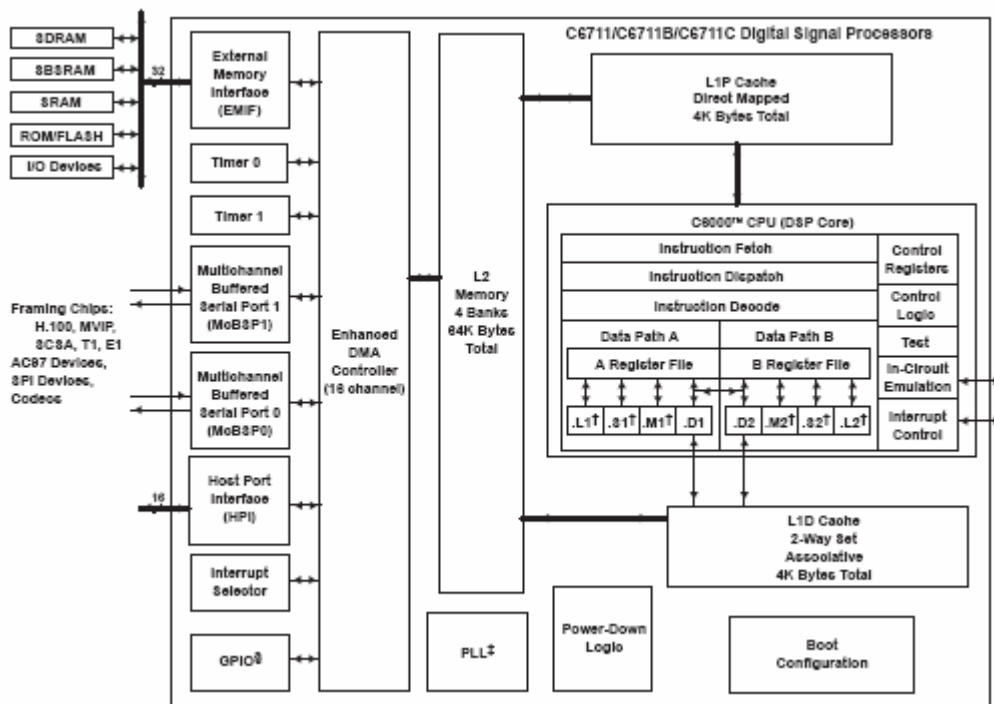 C6711/C6711B/C6711C Digital Signal Processors
SDRAM
SBSRAM
SRAM
ROM/FLASH
I/O Devices
32
External
Memory
Interface
(EMIF)
Timer 0
Timer 1
Framing Chips:
H.100, MVIP,
SCSA, T1, E1
AC97 Devices,
SPI Devices,
Codecs
Multichannel
Buffered
Serial Port 1
(McBSP1)
Multichannel
Buffered
Serial Port 0
(McBSP0)
16
Host Port
Interface
(HPI)
Interrupt
Selector
GPIO§
Enhanced
DMA
Controller
(16 channel)
L2
Memory
4 Banks
64K Bytes
Total
L1P Cache
Direct Mapped
4K Bytes Total
C6000™ CPU (DSP Core)
Instruction Fetch
Instruction Dispatch
Instruction Decode
Data Path A
Data Path B
A Register File
B Register File
.L1† .S1† .M1† .D1
.D2 .M2† .S2† .L2†
Control
Registers
Control
Logic
Test
In-Circuit
Emulation
Interrupt
Control
L1D Cache
2-Way Set
Associative
4K Bytes Total
PLL‡
Power-Down
Logic
Boot
Configuration